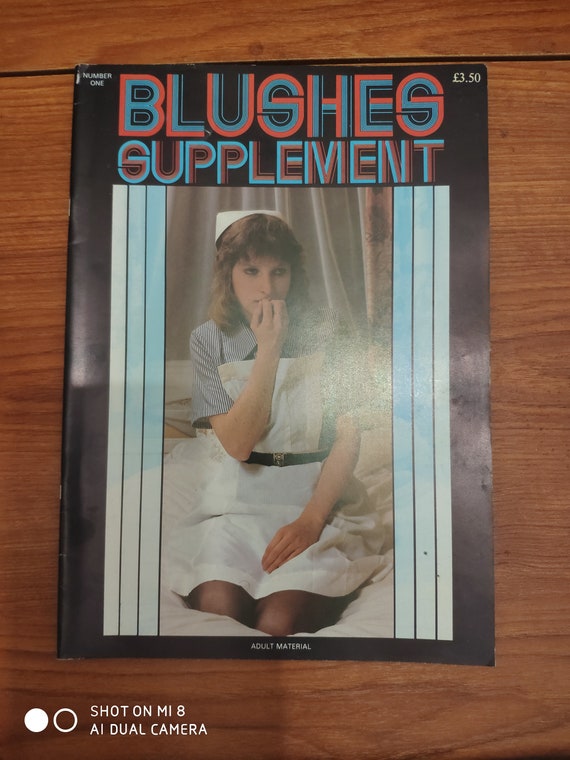 NUMBER
ONE
£3.50
BLUSHES
SUPPLEMENT
ADULT MATERIAL
SHOT ON MI 8
AI DUAL CAMERA